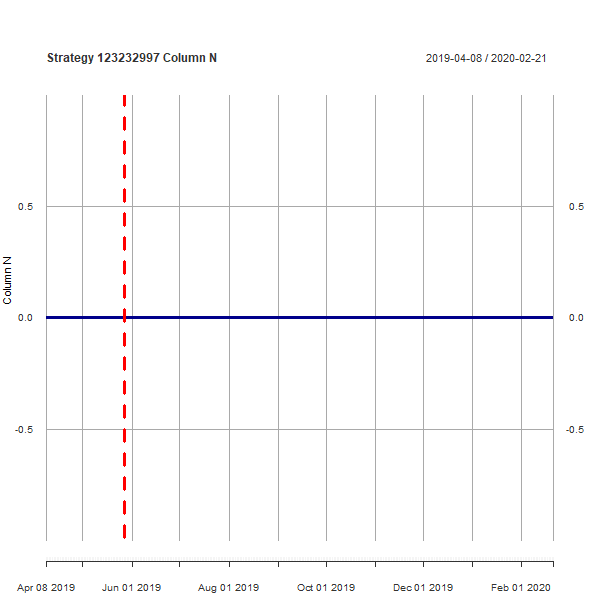 Strategy 123232997 Column N
2019-04-08 / 2020-02-21
0.5
0.5
Column N
0.0
0.0
-0.5
-0.5
Apr 08 2019
Jun 01 2019
Aug 01 2019
Oct 01 2019
Dec 01 2019
Feb 01 2020